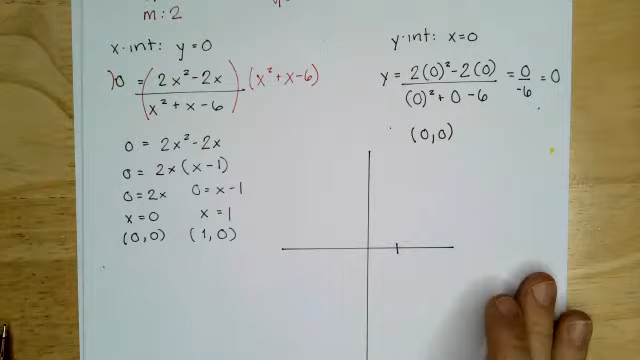 m: 2
x-int: y=0
)0 = (2x²-2x / x²+x-6) · (x²+x-6)
0 = 2x²-2x
0 = 2x(x-1)
0=2x 0=x-1
x=0 x=1
(0,0) (1,0)
y-int: x=0
y = 2(0)²-2(0) / (0)²+0-6 = 0/-6 = 0
(0,0)